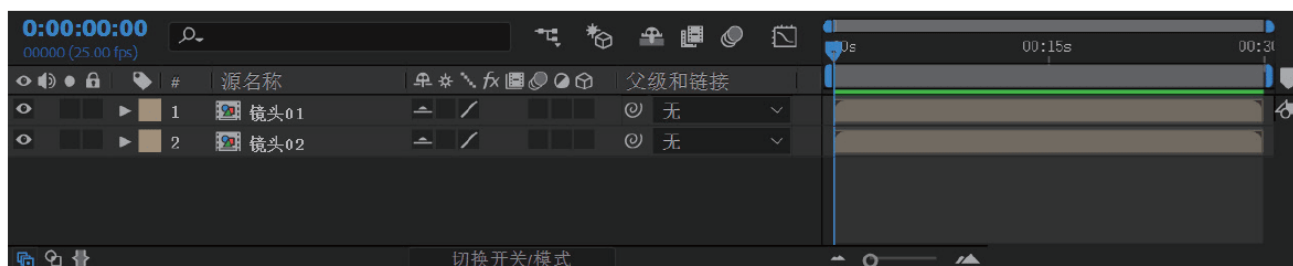 0:00:00:00
00000 (25.00 fps)
0s 00:15s 00:30
# 源名称 fx 父级和链接
1 镜头01 无
2 镜头02 无
切换开关/模式